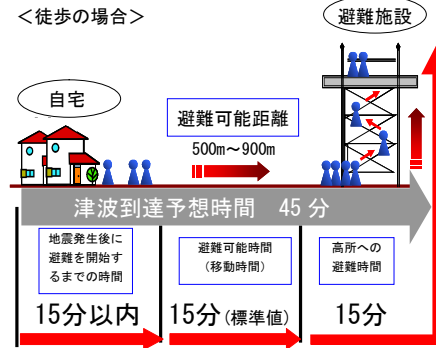 ＜徒歩の場合＞
避難施設
自宅
避難可能距離
500m～900m
津波到達予想時間 45 分
地震発生後に
避難を開始す
るまでの時間
避難可能時間
(移動時間)
高所への
避難時間
15分以内
15分(標準値)
15分